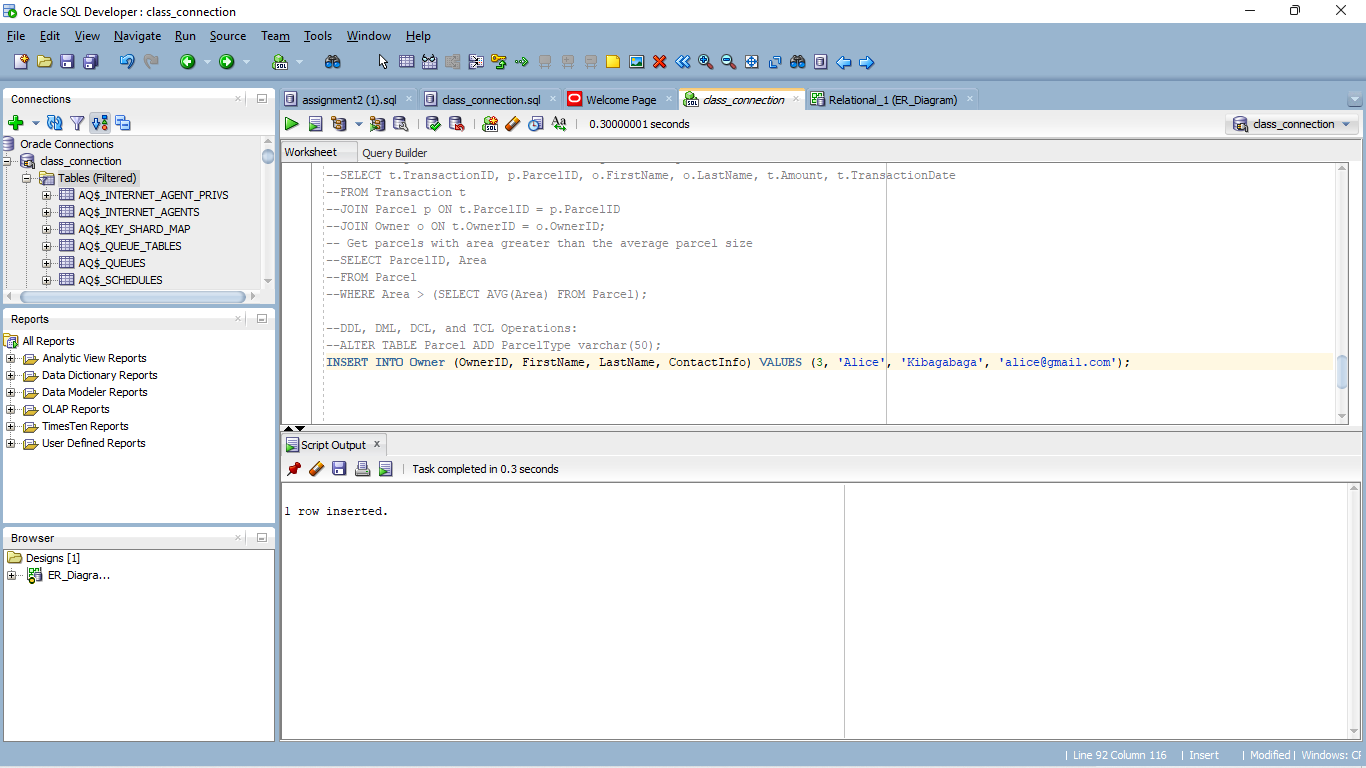 Oracle SQL Developer : class_connection
File Edit View Navigate Run Source Team Tools Window Help
Connections
Oracle Connections
class_connection
Tables (Filtered)
AQ$_INTERNET_AGENT_PRIVS
AQ$_INTERNET_AGENTS
AQ$_KEY_SHARD_MAP
AQ$_QUEUE_TABLES
AQ$_QUEUES
AQ$_SCHEDULES
Reports
All Reports
Analytic View Reports
Data Dictionary Reports
Data Modeler Reports
OLAP Reports
TimesTen Reports
User Defined Reports
Browser
Designs [1]
ER_Diagra...
assignment2 (1).sql class_connection.sql Welcome Page class_connection Relational_1 (ER_Diagram)
0.30000001 seconds class_connection
Worksheet Query Builder
--SELECT t.TransactionID, p.ParcelID, o.FirstName, o.LastName, t.Amount, t.TransactionDate
--FROM Transaction t
--JOIN Parcel p ON t.ParcelID = p.ParcelID
--JOIN Owner o ON t.OwnerID = o.OwnerID;
-- Get parcels with area greater than the average parcel size
--SELECT ParcelID, Area
--FROM Parcel
--WHERE Area > (SELECT AVG(Area) FROM Parcel);
--DDL, DML, DCL, and TCL Operations:
--ALTER TABLE Parcel ADD ParcelType varchar(50);
INSERT INTO Owner (OwnerID, FirstName, LastName, ContactInfo) VALUES (3, 'Alice', 'Kibagabaga', 'alice@gmail.com');
Script Output
Task completed in 0.3 seconds
1 row inserted.
| Line 92 Column 116 | Insert | Modified | Windows: CF